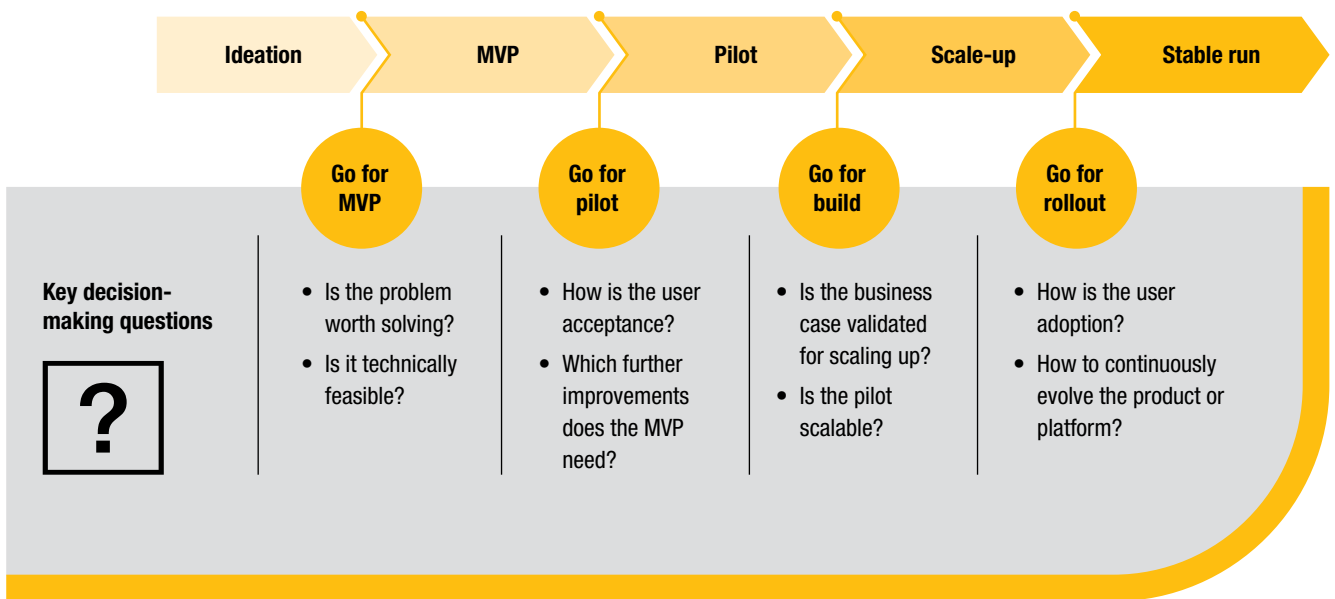 Ideation
MVP
Pilot
Scale-up
Stable run
Go for
MVP
Go for
pilot
Go for
build
Go for
rollout
Key decision-
making questions
?
• Is the problem
worth solving?
• Is it technically
feasible?
• How is the user
acceptance?
• Which further
improvements
does the MVP
need?
• Is the business
case validated
for scaling up?
• Is the pilot
scalable?
• How is the user
adoption?
• How to continuously
evolve the product or
platform?